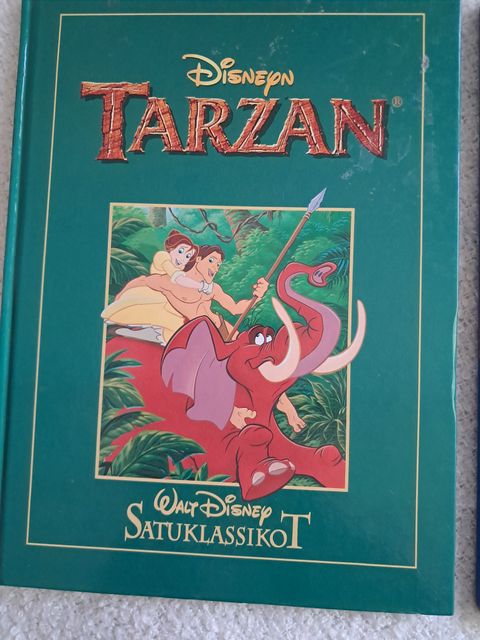 DISNEYN
TARZAN®
WALT DISNEY
SATUKLASSIKOT